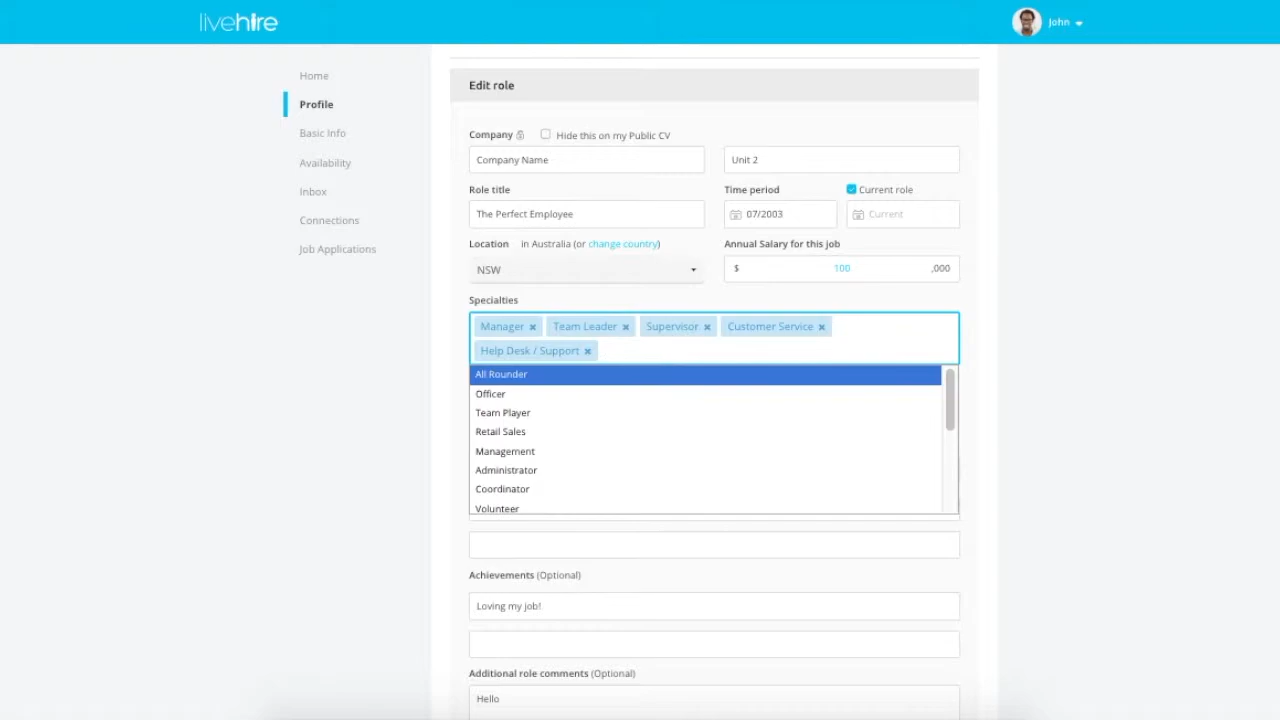 livehire
John
Home
Profile
Basic Info
Availability
Inbox
Connections
Job Applications
Edit role
Company Hide this on my Public CV
Company Name
Unit 2
Role title
Time period
Current role
The Perfect Employee
07/2003
Current
Location in Australia (or change country)
Annual Salary for this job
NSW
$ 100 ,000
Specialties
Manager × Team Leader × Supervisor × Customer Service ×
Help Desk / Support ×
All Rounder
Officer
Team Player
Retail Sales
Management
Administrator
Coordinator
Volunteer
Achievements (Optional)
Loving my job!
Additional role comments (Optional)
Hello